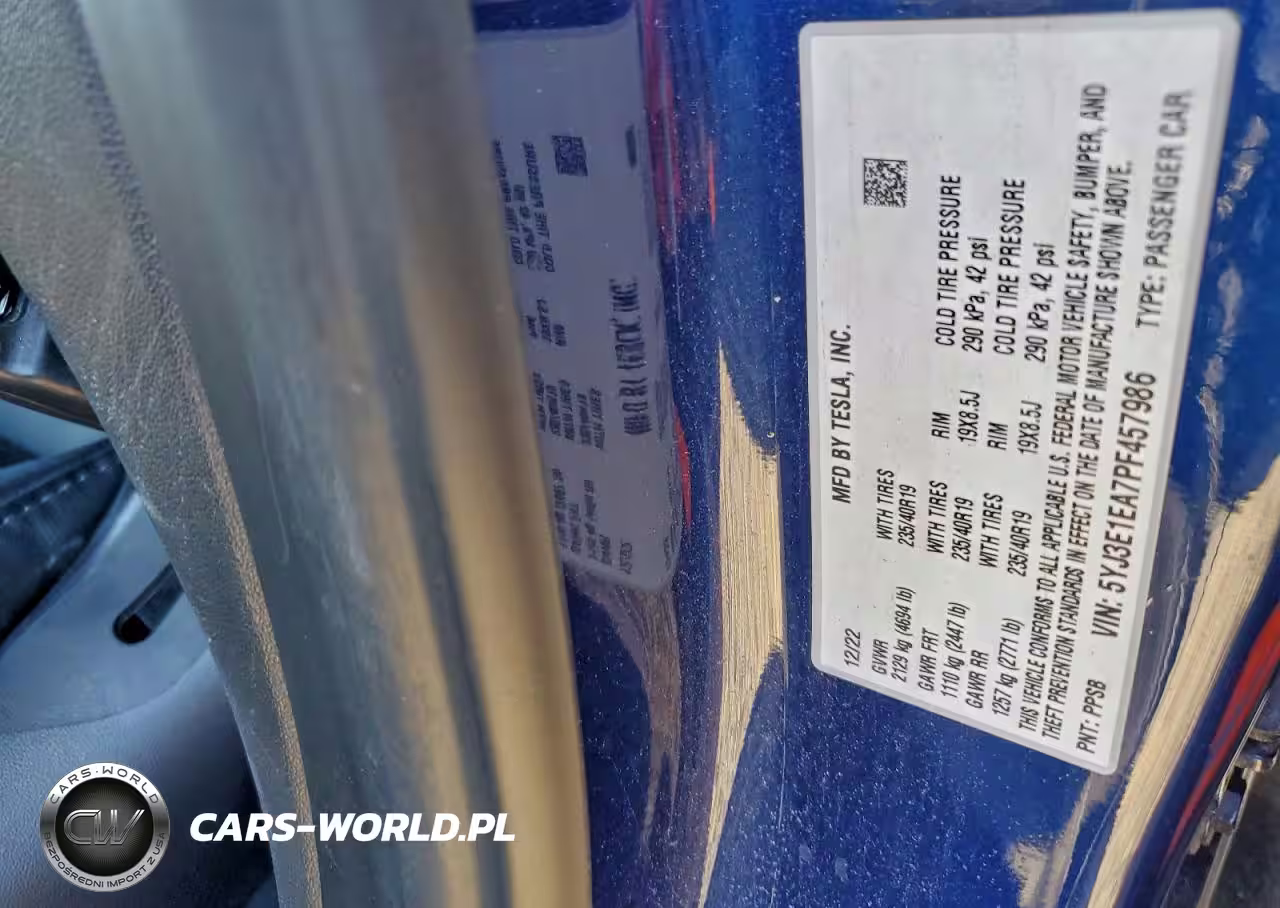 MFD BY TESLA, INC.
12/22
GVWR WITH TIRES
2129 kg (4694 lb) 235/40R19
GAWR FRT WITH TIRES RIM COLD TIRE PRESSURE
1110 kg (2447 lb) 235/40R19 19X8.5J 290 kPa, 42 psi
GAWR RR WITH TIRES RIM COLD TIRE PRESSURE
1257 kg (2771 lb) 235/40R19 19X8.5J 290 kPa, 42 psi
THIS VEHICLE CONFORMS TO ALL APPLICABLE U.S. FEDERAL MOTOR VEHICLE SAFETY, BUMPER, AND
THEFT PREVENTION STANDARDS IN EFFECT ON THE DATE OF MANUFACTURE SHOWN ABOVE.
PNT: PPSB VIN: 5YJ3E1EA7PF457986 TYPE: PASSENGER CAR
CARS-WORLD
CW
BEZPOŚREDNI IMPORT Z USA
CARS-WORLD.PL